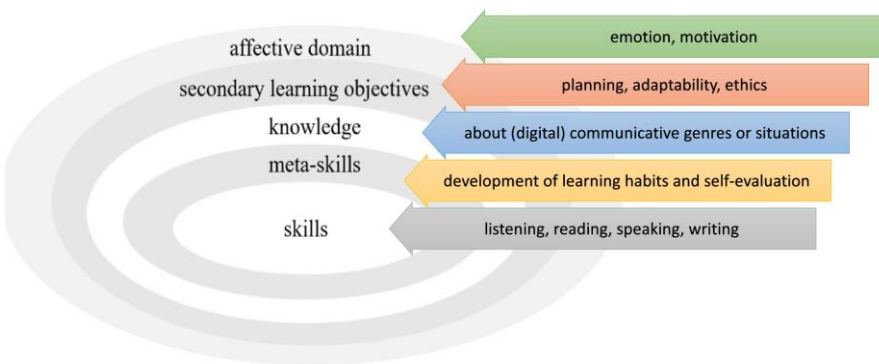 affective domain
emotion, motivation
secondary learning objectives
planning, adaptability, ethics
knowledge
about (digital) communicative genres or situations
meta-skills
development of learning habits and self-evaluation
skills
listening, reading, speaking, writing